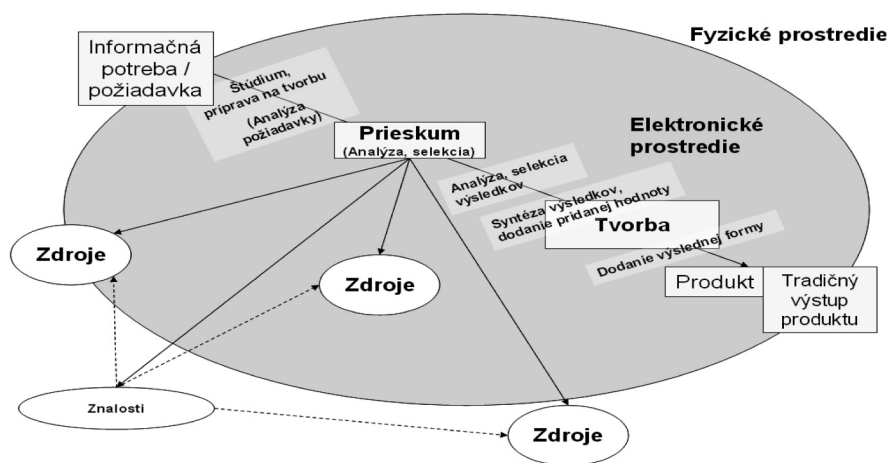 Fyzické prostredie
Informačná
potreba /
požiadavka
Štúdium,
príprava na tvorbu
(Analýza
požiadavky)
Prieskum
(Analýza, selekcia)
Elektronické
prostredie
Analýza, selekcia
výsledkov
Syntéza výsledkov,
dodanie pridanej hodnoty
Tvorba
Dodanie výslednej formy
Zdroje
Zdroje
Produkt
Tradičný
výstup
produktu
Znalosti
Zdroje